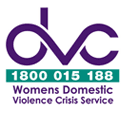 dvc
1800 015 188
Womens Domestic
Violence Crisis Service